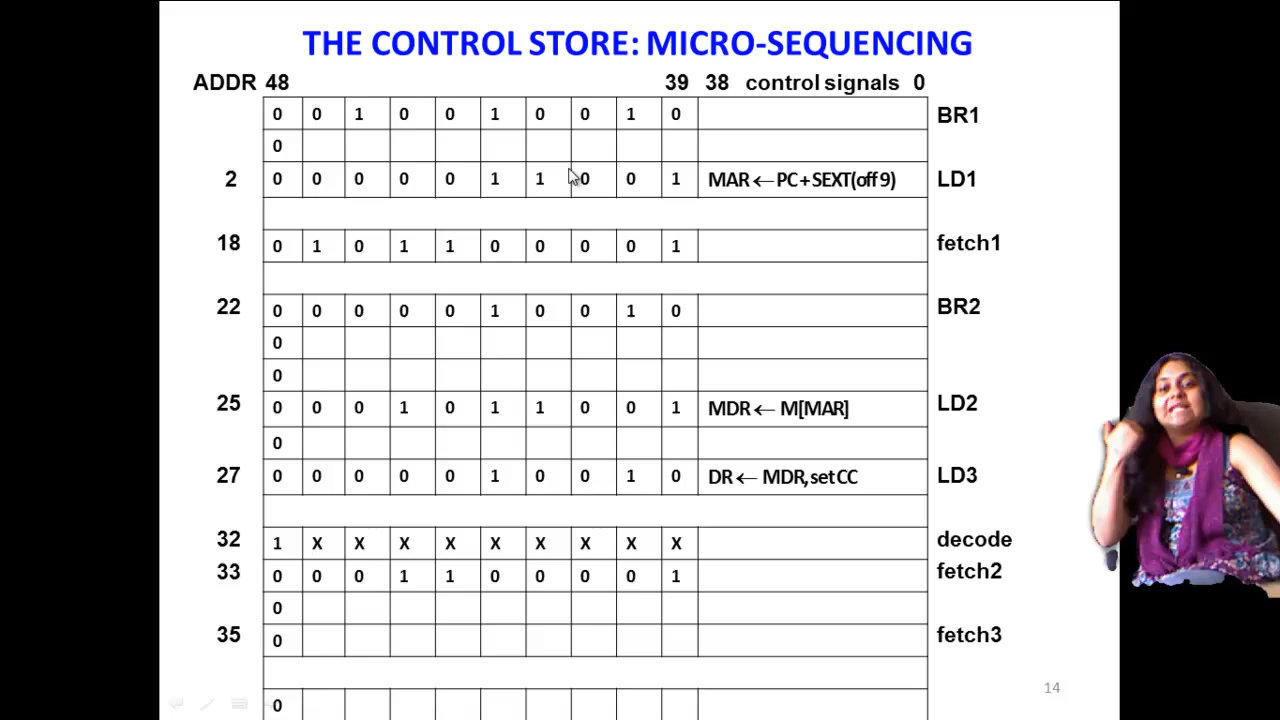 THE CONTROL STORE: MICRO-SEQUENCING
ADDR 48 39 38 control signals 0
0 0 1 0 0 1 0 0 1 0 BR1
0
2 0 0 0 0 0 1 1 0 0 1 MAR ← PC + SEXT(off 9) LD1
18 0 1 0 1 1 0 0 0 0 1 fetch1
22 0 0 0 0 0 1 0 0 1 0 BR2
0
0
25 0 0 0 1 0 1 1 0 0 1 MDR ← M[MAR] LD2
0
27 0 0 0 0 0 1 0 0 1 0 DR ← MDR, set CC LD3
32 1 X X X X X X X X X decode
33 0 0 0 1 1 0 0 0 0 1 fetch2
0
35 0 fetch3
0
14